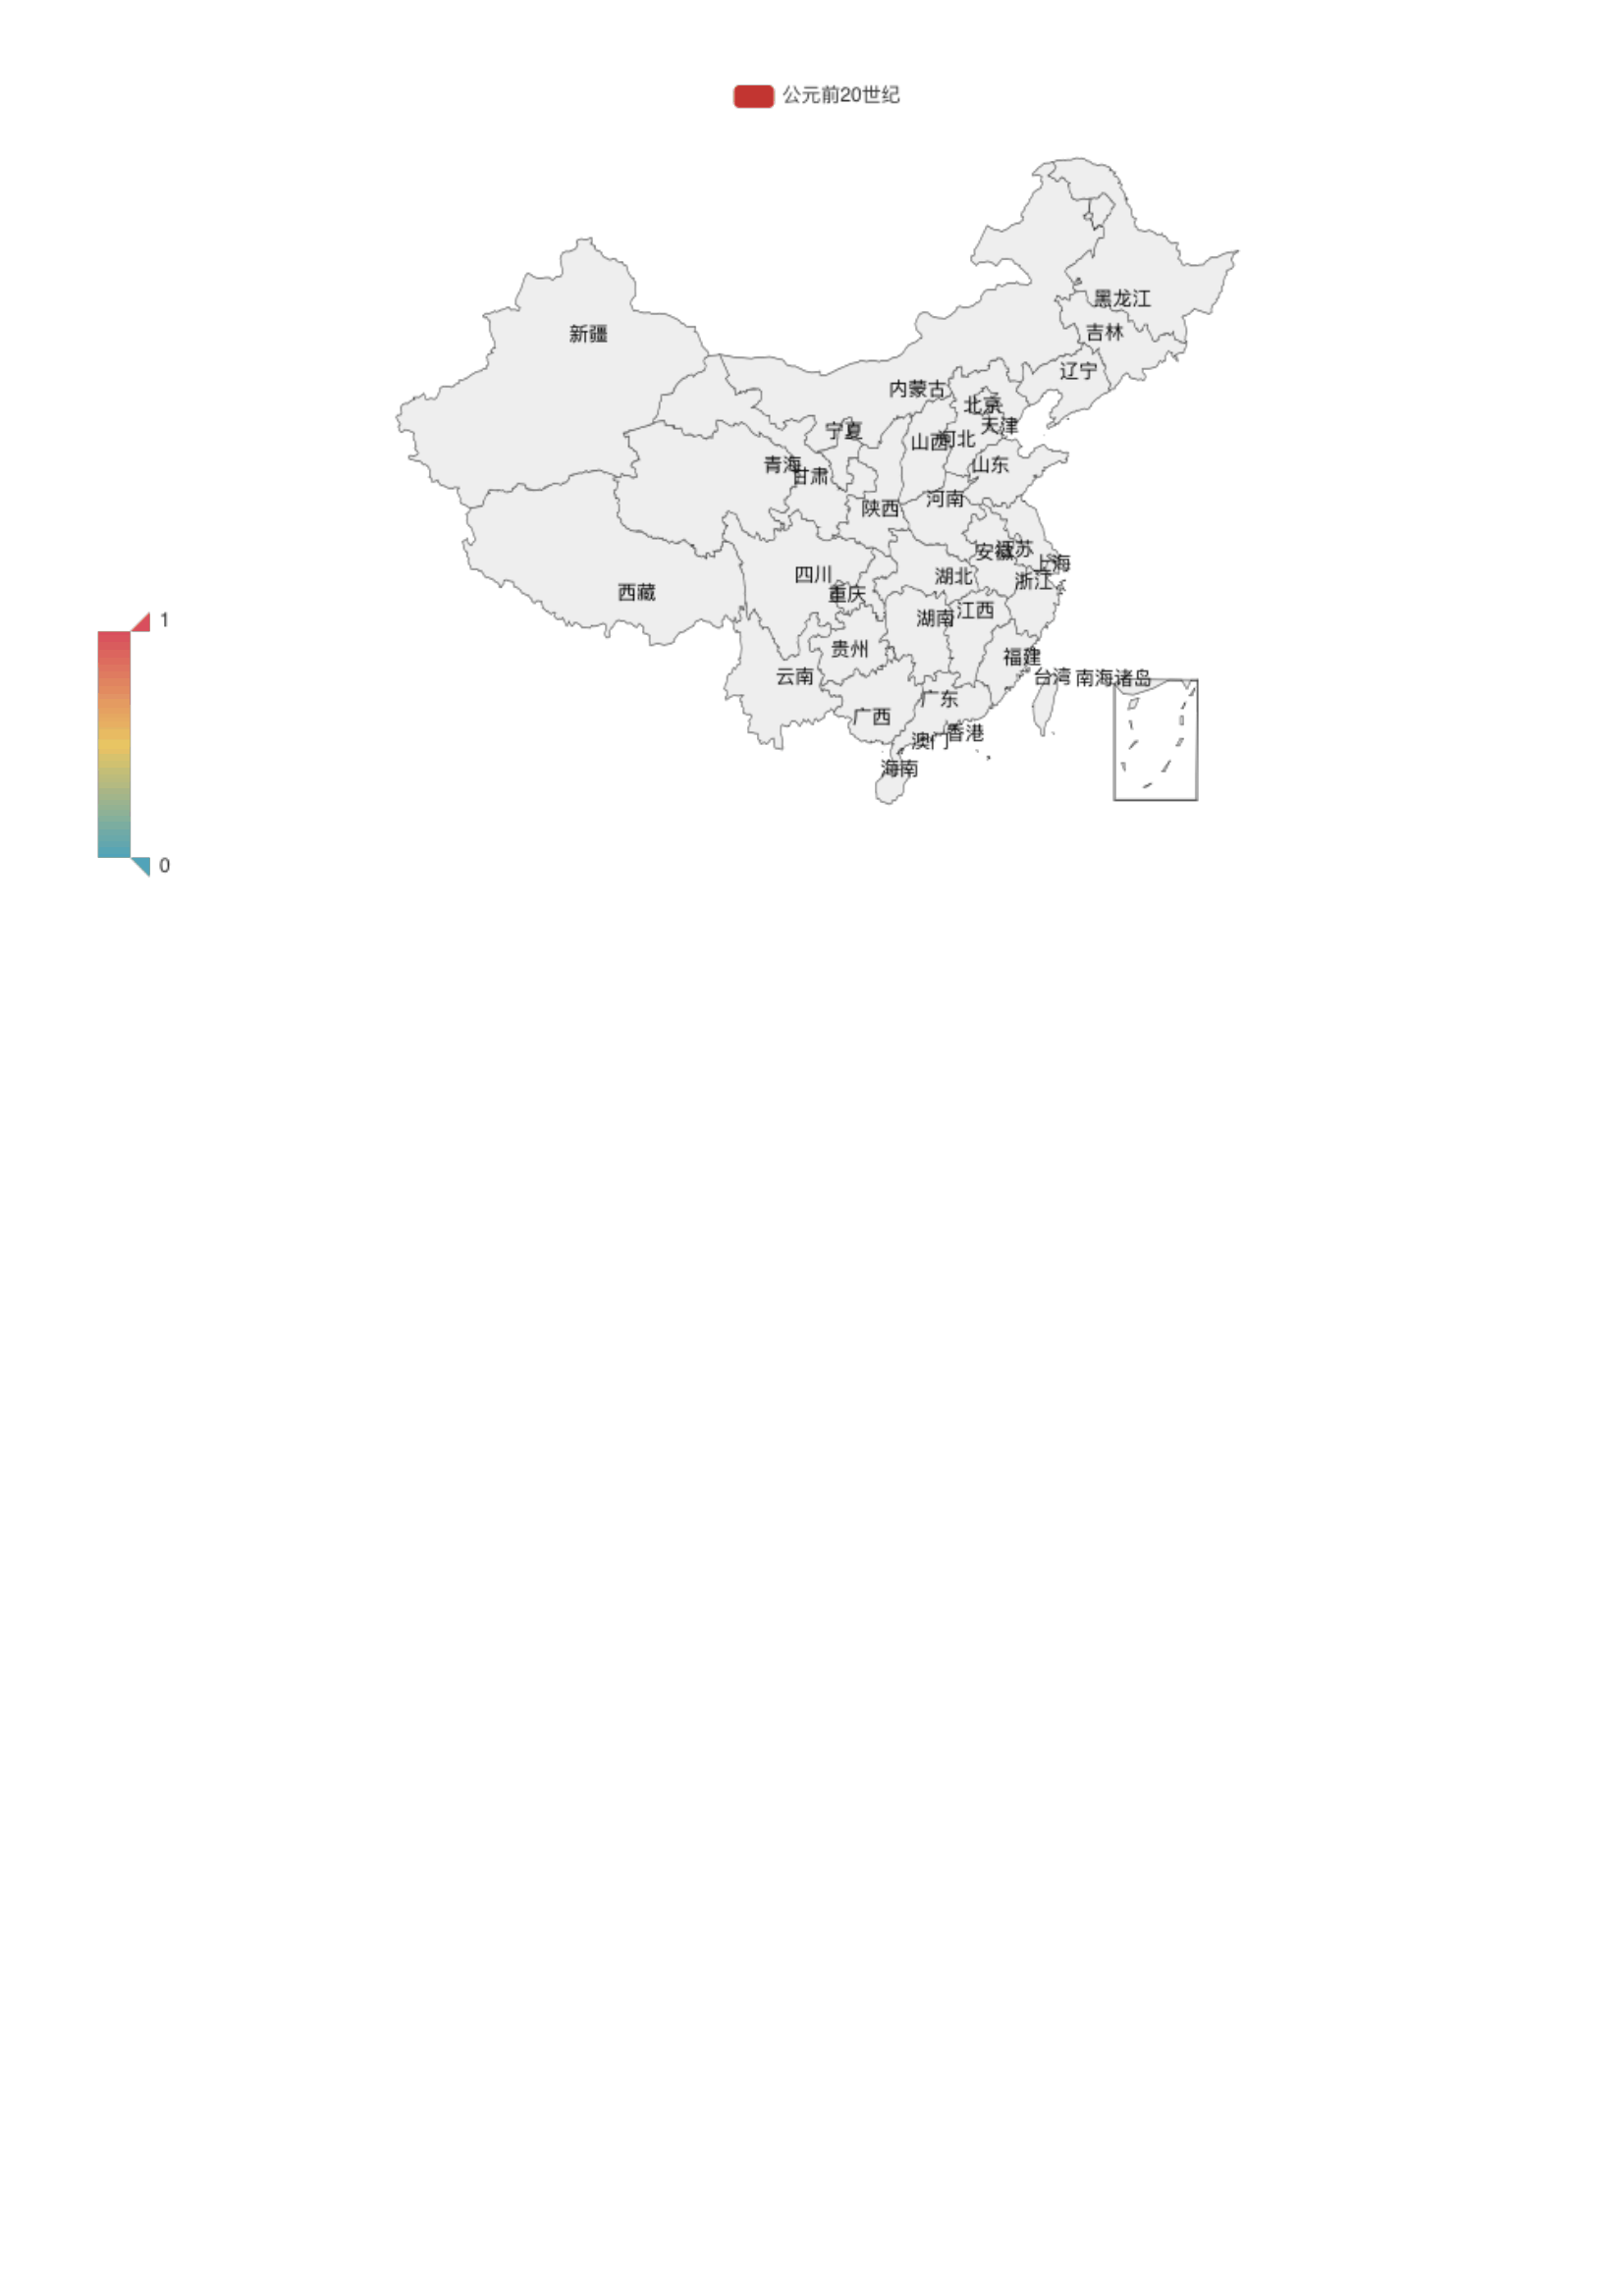 公元前20世纪
黑龙江
吉林
新疆
辽宁
内蒙古
北京
天津
宁夏
山西
河北
青海
山东
甘肃
河南
陕西
安徽
江苏
上海
四川
湖北
浙江
重庆
西藏
江西
湖南
1
贵州
福建
云南
台湾
南海诸岛
广东
广西
香港
澳门
海南
0